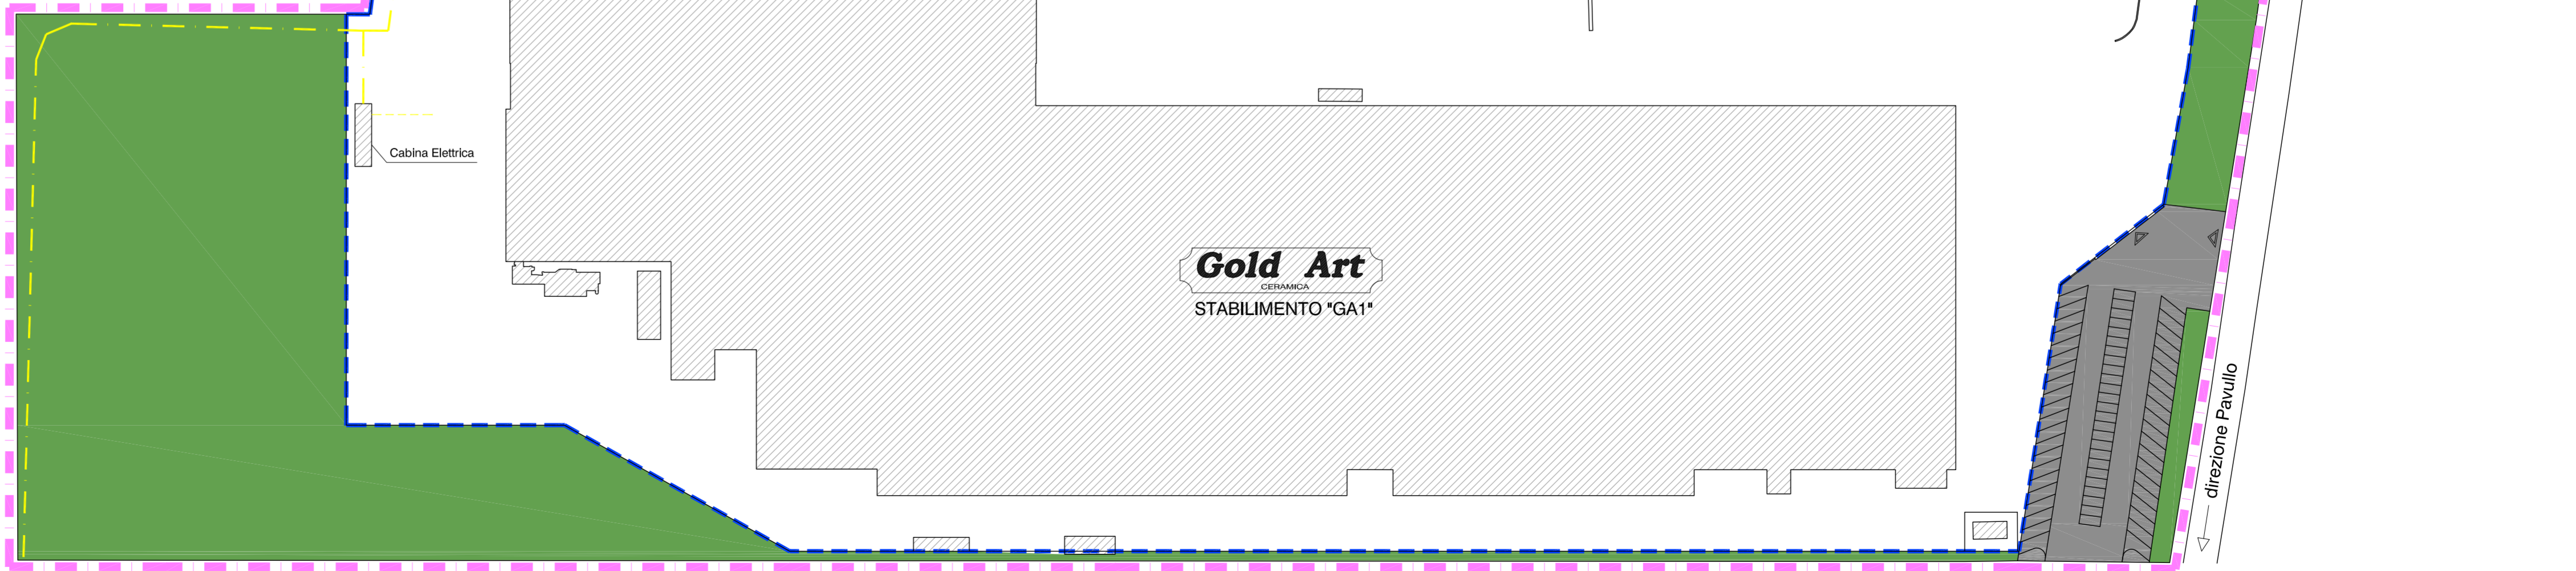 Cabina Elettrica
Gold Art
CERAMICA
STABILIMENTO "GA1"
direzione Pavullo